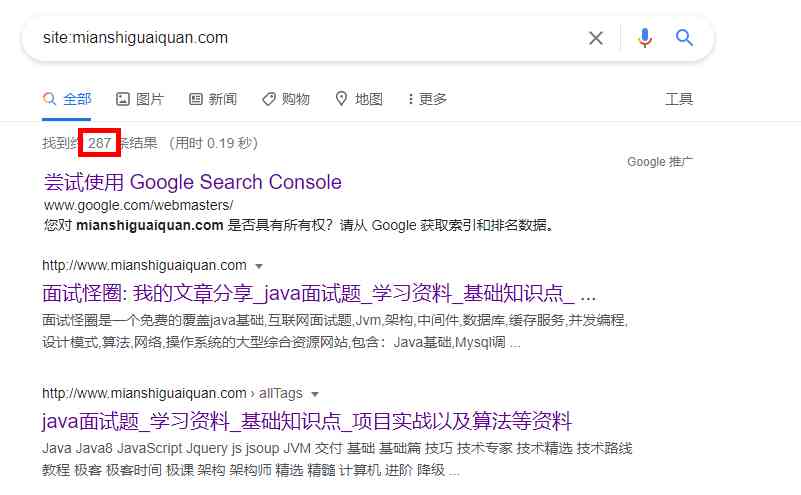 site:mianshiguaiquan.com
全部 图片 新闻 购物 地图 更多 工具
找到约 287 条结果 （用时 0.19 秒）
Google 推广
尝试使用 Google Search Console
www.google.com/webmasters/
您对 mianshiguaiquan.com 是否具有所有权？请从 Google 获取索引和排名数据。
http://www.mianshiguaiquan.com
面试怪圈: 我的文章分享_java面试题_学习资料_基础知识点_ ...
面试怪圈是一个免费的覆盖java基础,互联网面试题,Jvm,架构,中间件,数据库,缓存服务,并发编程,
设计模式,算法,网络,操作系统的大型综合资源网站,包含：Java基础,Mysql调 ...
http://www.mianshiguaiquan.com › allTags
java面试题_学习资料_基础知识点_项目实战以及算法等资料
Java Java8 JavaScript Jquery js jsoup JVM 交付 基础 基础篇 技巧 技术专家 技术精选 技术路线
教程 极客 极客时间 极课 架构 架构师 精选 精髓 计算机 进阶 降级 ...